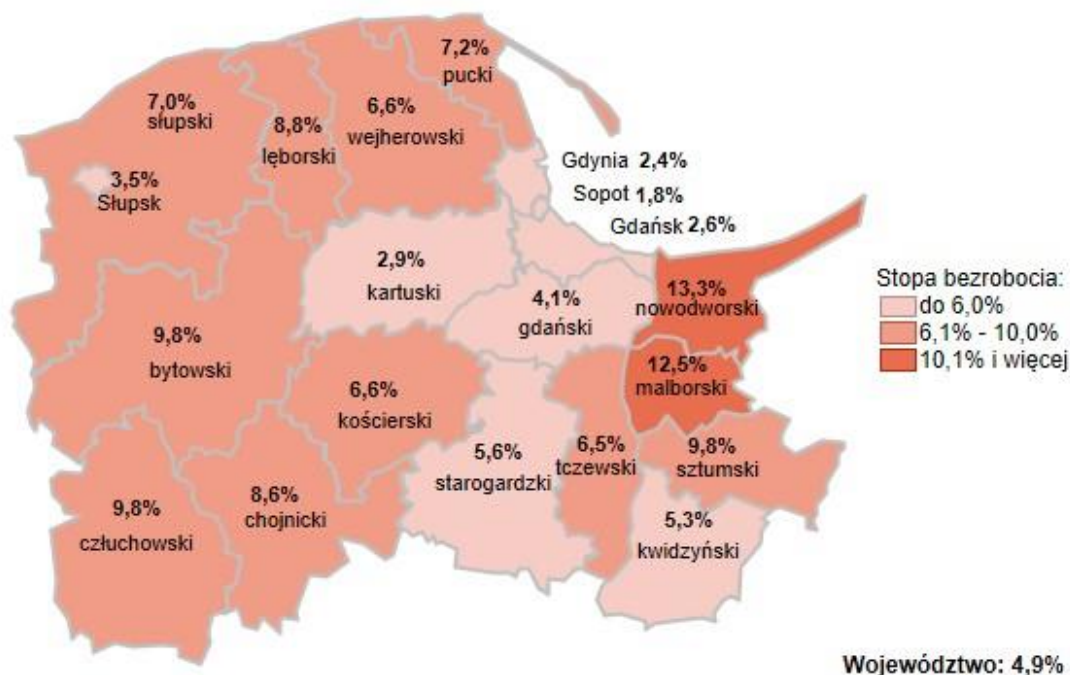 7,2%
pucki
7,0%
słupski
8,8%
lęborski
6,6%
wejherowski
3,5%
Słupsk
Gdynia 2,4%
Sopot 1,8%
Gdańsk 2,6%
2,9%
kartuski
4,1%
gdański
13,3%
nowodworski
12,5%
malborski
9,8%
bytowski
6,6%
kościerski
5,6%
starogardzki
6,5%
tczewski
9,8%
sztumski
9,8%
człuchowski
8,6%
chojnicki
5,3%
kwidzyński
Stopa bezrobocia:
do 6,0%
6,1% - 10,0%
10,1% i więcej
Województwo: 4,9%